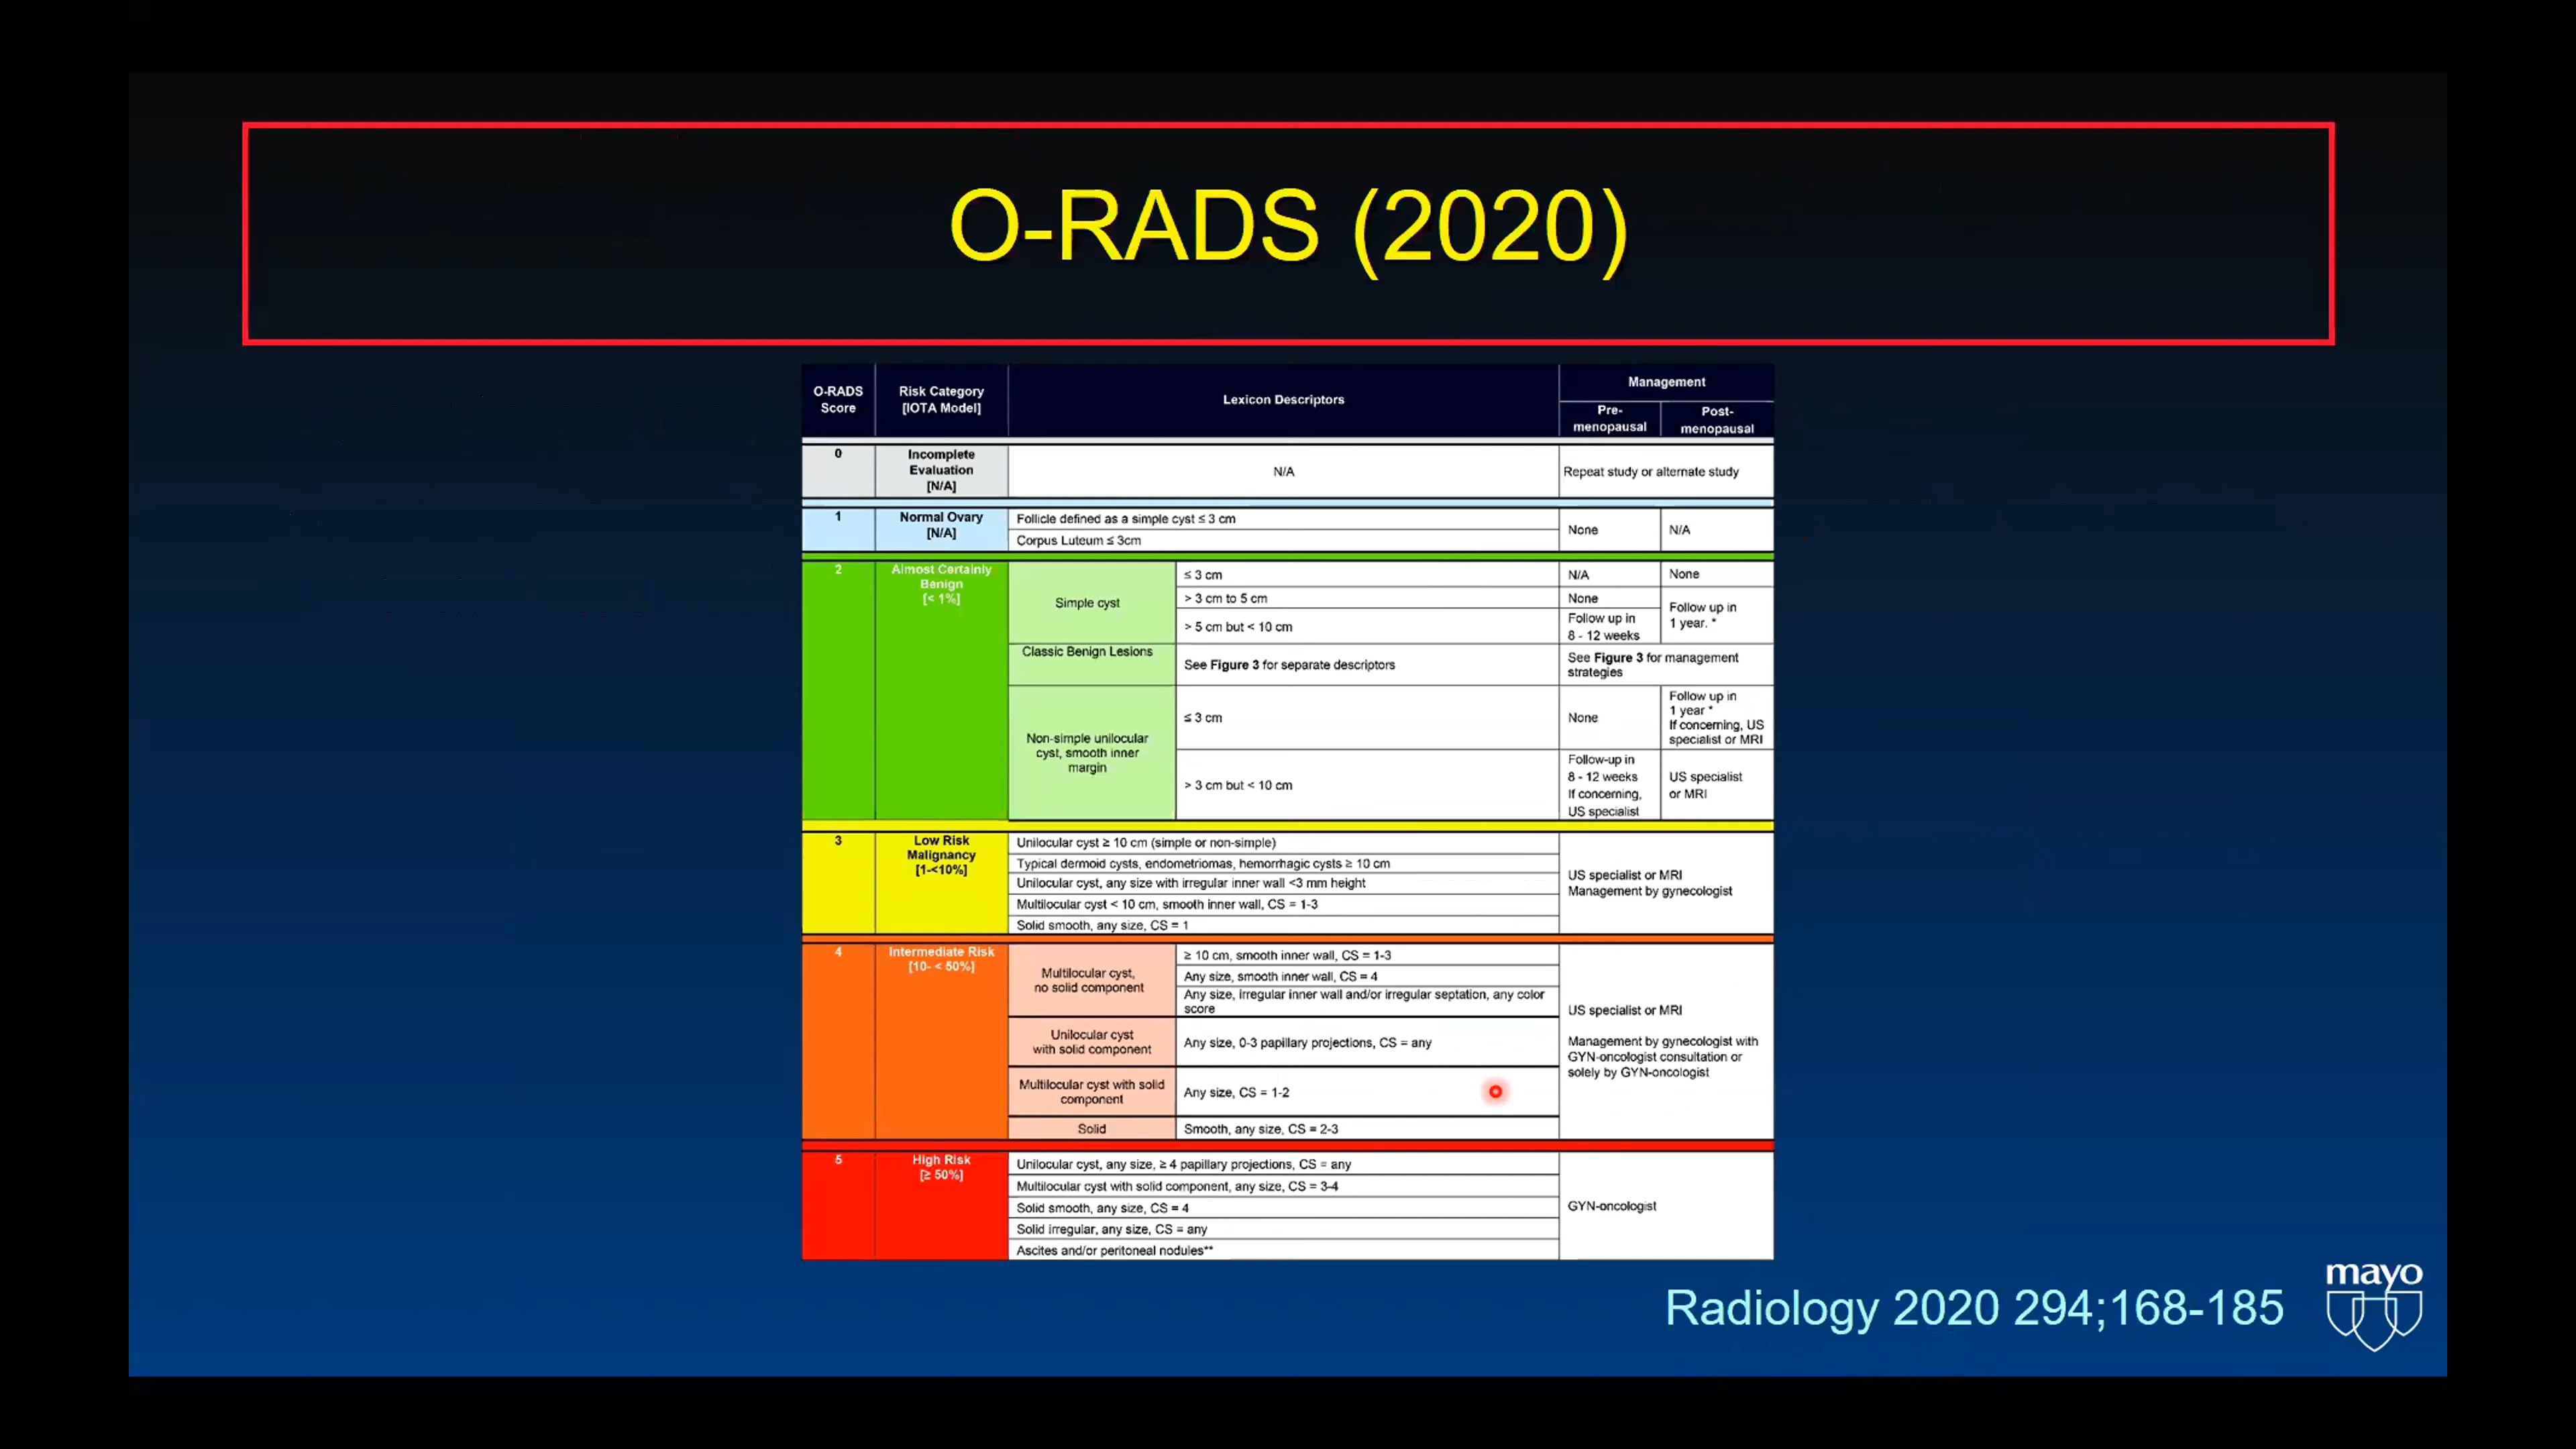 O-RADS (2020)
O-RADS
Score
Risk Category
[IOTA Model]
Lexicon Descriptors
Management
Pre-
menopausal
Post-
menopausal
0
Incomplete
Evaluation
[N/A]
N/A
Repeat study or alternate study
1
Normal Ovary
[N/A]
Follicle defined as a simple cyst ≤ 3 cm
Corpus Luteum ≤ 3cm
None
N/A
2
Almost Certainly
Benign
[< 1%]
Simple cyst
≤ 3 cm
N/A
None
> 3 cm to 5 cm
None
Follow up in
1 year. *
> 5 cm but < 10 cm
Follow up in
8 - 12 weeks
Classic Benign Lesions
See Figure 3 for separate descriptors
See Figure 3 for management
strategies
Non-simple unilocular
cyst, smooth inner
margin
≤ 3 cm
None
Follow up in
1 year *
If concerning, US
specialist or MRI
> 3 cm but < 10 cm
Follow-up in
8 - 12 weeks
If concerning,
US specialist
US specialist
or MRI
3
Low Risk
Malignancy
[1-<10%]
Unilocular cyst ≥ 10 cm (simple or non-simple)
Typical dermoid cysts, endometriomas, hemorrhagic cysts ≥ 10 cm
Unilocular cyst, any size with irregular inner wall <3 mm height
Multilocular cyst < 10 cm, smooth inner wall, CS = 1-3
Solid smooth, any size, CS = 1
US specialist or MRI
Management by gynecologist
4
Intermediate Risk
[10- < 50%]
Multilocular cyst,
no solid component
≥ 10 cm, smooth inner wall, CS = 1-3
Any size, smooth inner wall, CS = 4
Any size, irregular inner wall and/or irregular septation, any color
score
Unilocular cyst
with solid component
Any size, 0-3 papillary projections, CS = any
Multilocular cyst with solid
component
Any size, CS = 1-2
Solid
Smooth, any size, CS = 2-3
US specialist or MRI
Management by gynecologist with
GYN-oncologist consultation or
solely by GYN-oncologist
5
High Risk
[≥ 50%]
Unilocular cyst, any size, ≥ 4 papillary projections, CS = any
Multilocular cyst with solid component, any size, CS = 3-4
Solid smooth, any size, CS = 4
Solid irregular, any size, CS = any
Ascites and/or peritoneal nodules**
GYN-oncologist
Radiology 2020 294;168-185
mayo